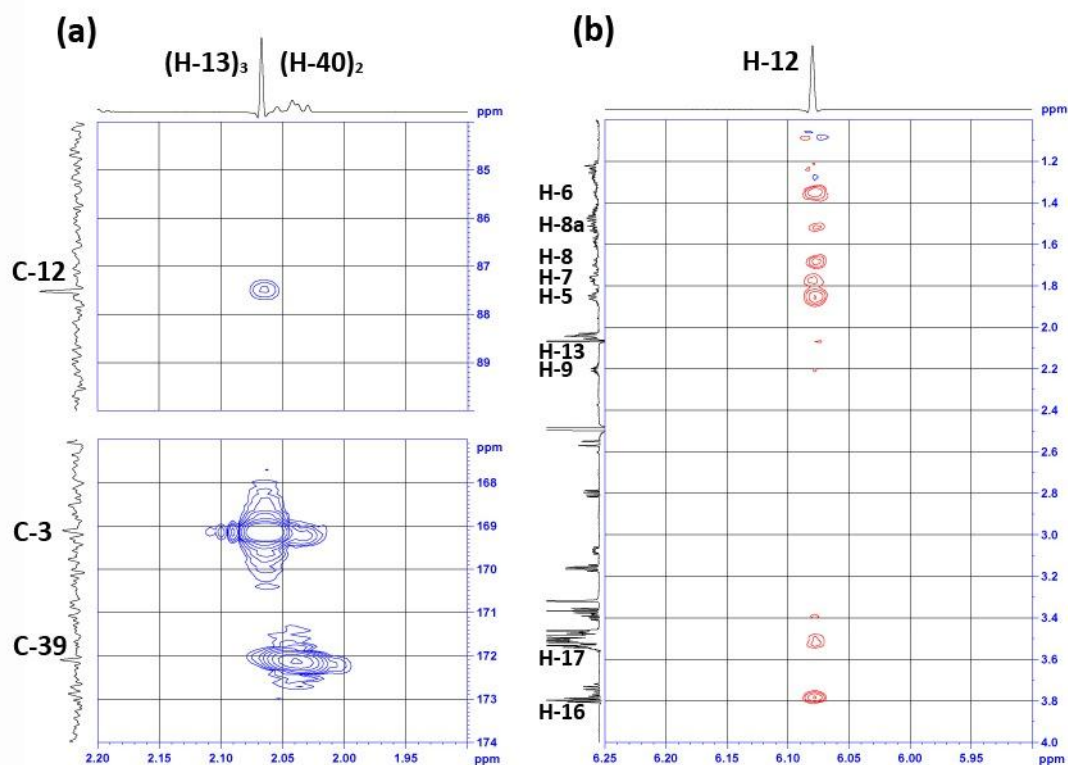 (a)
(H-13)3 (H-40)2
ppm
85
86
87
88
89
C-12
ppm
168
169
170
171
172
173
174
C-3
C-39
2.20 2.15 2.10 2.05 2.00 1.95 ppm
(b)
H-12
ppm
1.2
1.4
1.6
1.8
2.0
2.2
2.4
2.6
2.8
3.0
3.2
3.4
3.6
3.8
4.0
H-6
H-8a
H-8
H-7
H-5
H-13
H-9
H-17
H-16
6.25 6.20 6.15 6.10 6.05 6.00 5.95 ppm